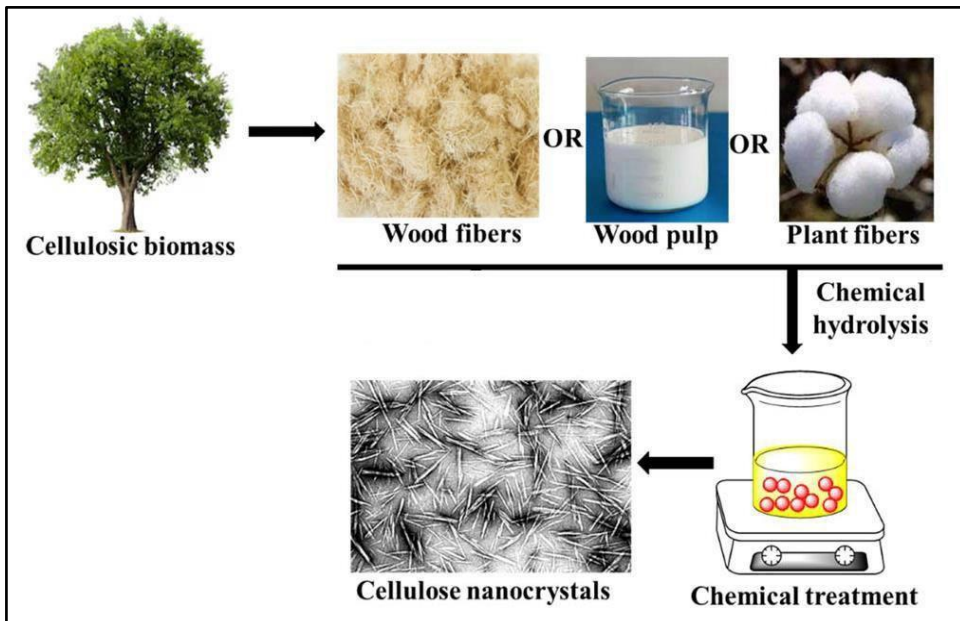 OR
OR
Cellulosic biomass
Wood fibers
Wood pulp
Plant fibers
Chemical
hydrolysis
Cellulose nanocrystals
Chemical treatment